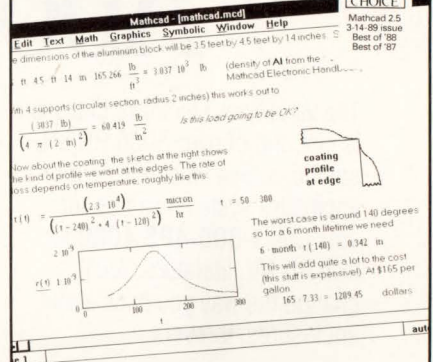 CHOICE
Mathcad 2.5
3-14-89 issue
Best of '88
Best of '87
Mathcad - [mathcad.mcd]
Edit Text Math Graphics Symbolic Window Help
e dimensions of the aluminum block will be 3.5 feet by 4.5 feet by 14 inches. S
ft 4.5 ft 14 in 165.266 lb/ft³ = 3.037 10³ lb
(density of Al from the
Mathcad Electronic Handb
ith 4 supports (circular section, radius 2 inches) this works out to
(3037 lb)/(4 π (2 in)²) = 60.419 lb/in²
Is this load going to be OK?
Now about the coating: the sketch at the right shows
the kind of profile we want at the edges. The rate of
loss depends on temperature, roughly like this:
coating
profile
at edge
r(t) = (2.3 10⁴)/((t - 240)² + 4 (t - 120)²) micron/hr
t = 50 .. 300
The worst case is around 140 degrees
so for a 6 month lifetime we need
6 month r(140) = 0.342 in
This will add quite a lot to the cost
(this stuff is expensive!). At $165 per
gallon
165 7.33 = 1209.45 dollars
2 10⁻⁹
r(t) 1 10⁻⁹
0
0 100 200 300
t
aut
e 1